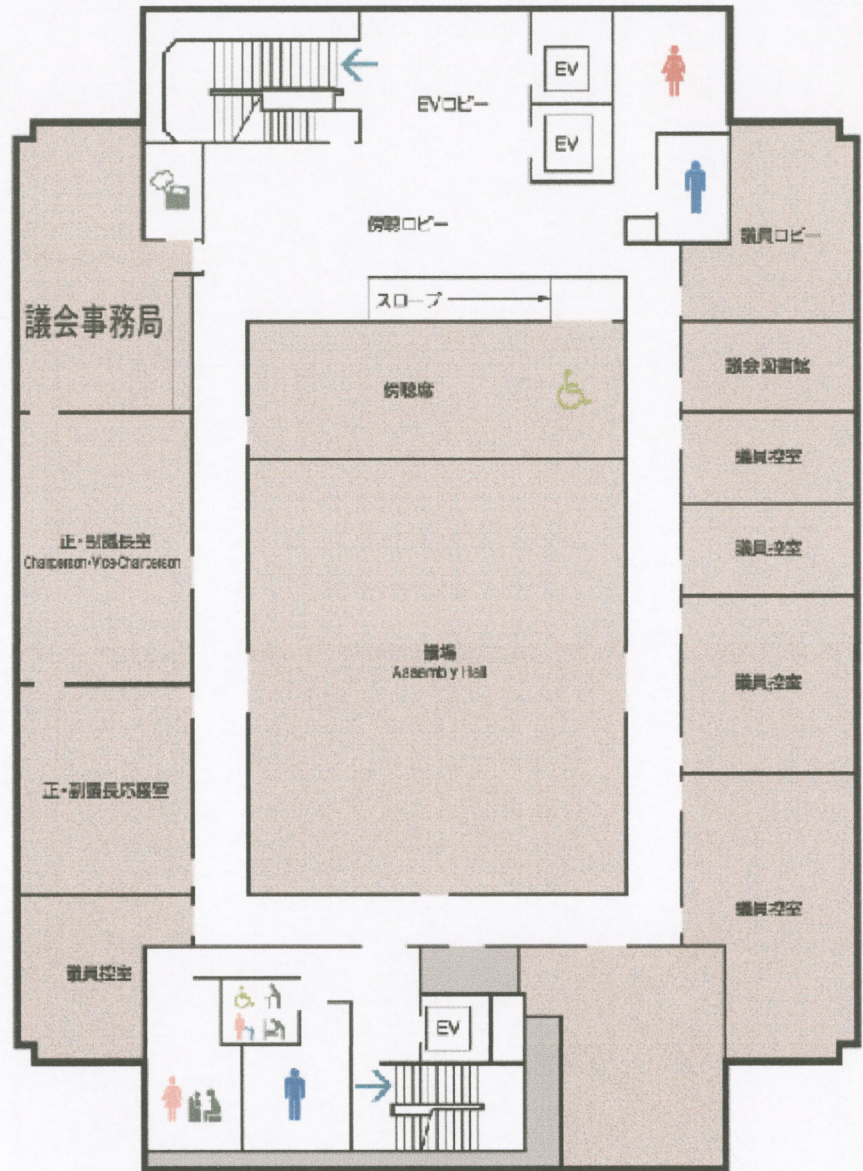 EV
EVロビー
EV
傍聴ロビー
議員ロビー
スロープ
議会事務局
傍聴席
議会図書館
議員控室
正・副議長室
Chairperson・Vice-Chairperson
議員控室
議場
Assembly Hall
議員控室
正・副議長応接室
議員控室
議員控室
EV